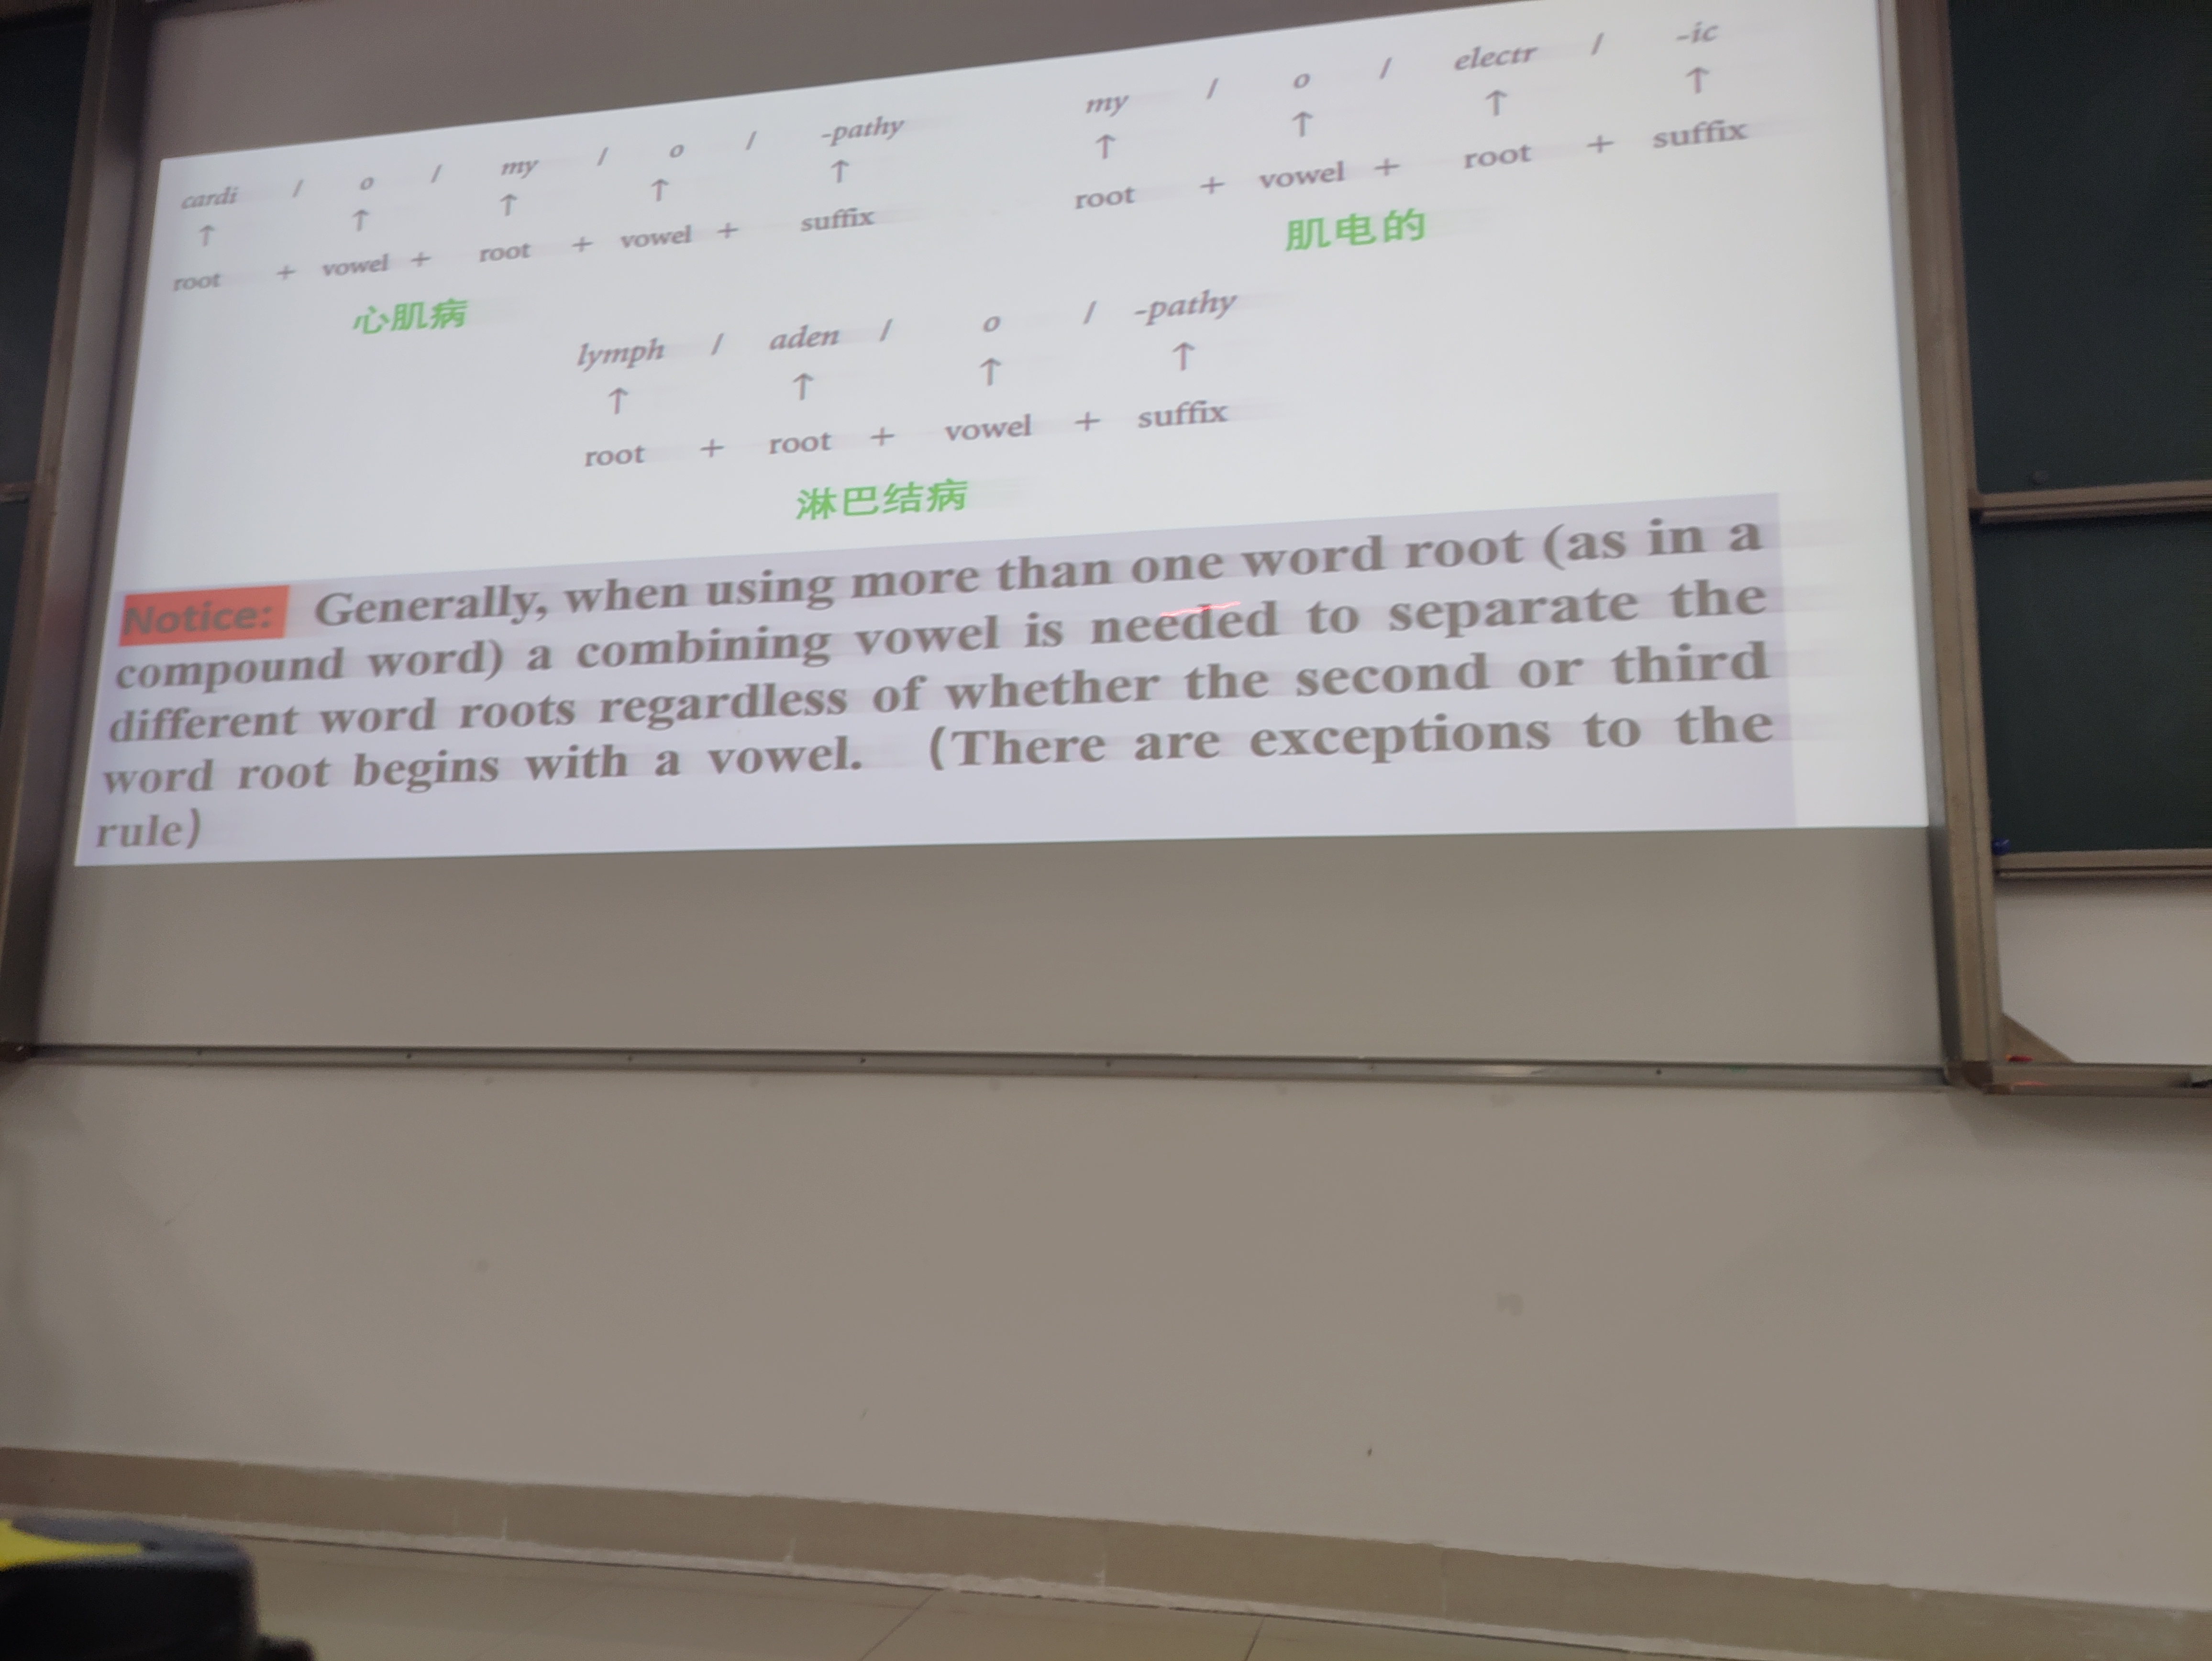 cardi / o / my / o / -pathy
↑ ↑ ↑ ↑ ↑
root + vowel + root + vowel + suffix
心肌病
my / o / electr / -ic
↑ ↑ ↑ ↑
root + vowel + root + suffix
肌电的
lymph / aden / o / -pathy
↑ ↑ ↑ ↑
root + root + vowel + suffix
淋巴结病
Notice: Generally, when using more than one word root (as in a
compound word) a combining vowel is needed to separate the
different word roots regardless of whether the second or third
word root begins with a vowel. (There are exceptions to the
rule)